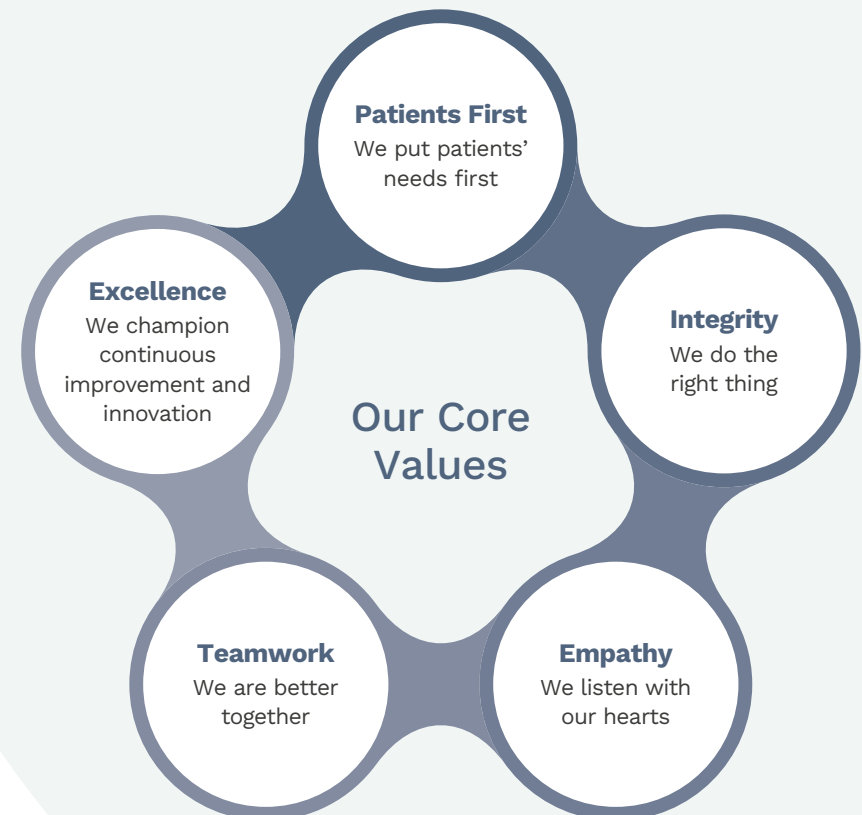 Patients First
We put patients’
needs first
Integrity
We do the
right thing
Empathy
We listen with
our hearts
Teamwork
We are better
together
Excellence
We champion
continuous
improvement and
innovation
Our Core
Values